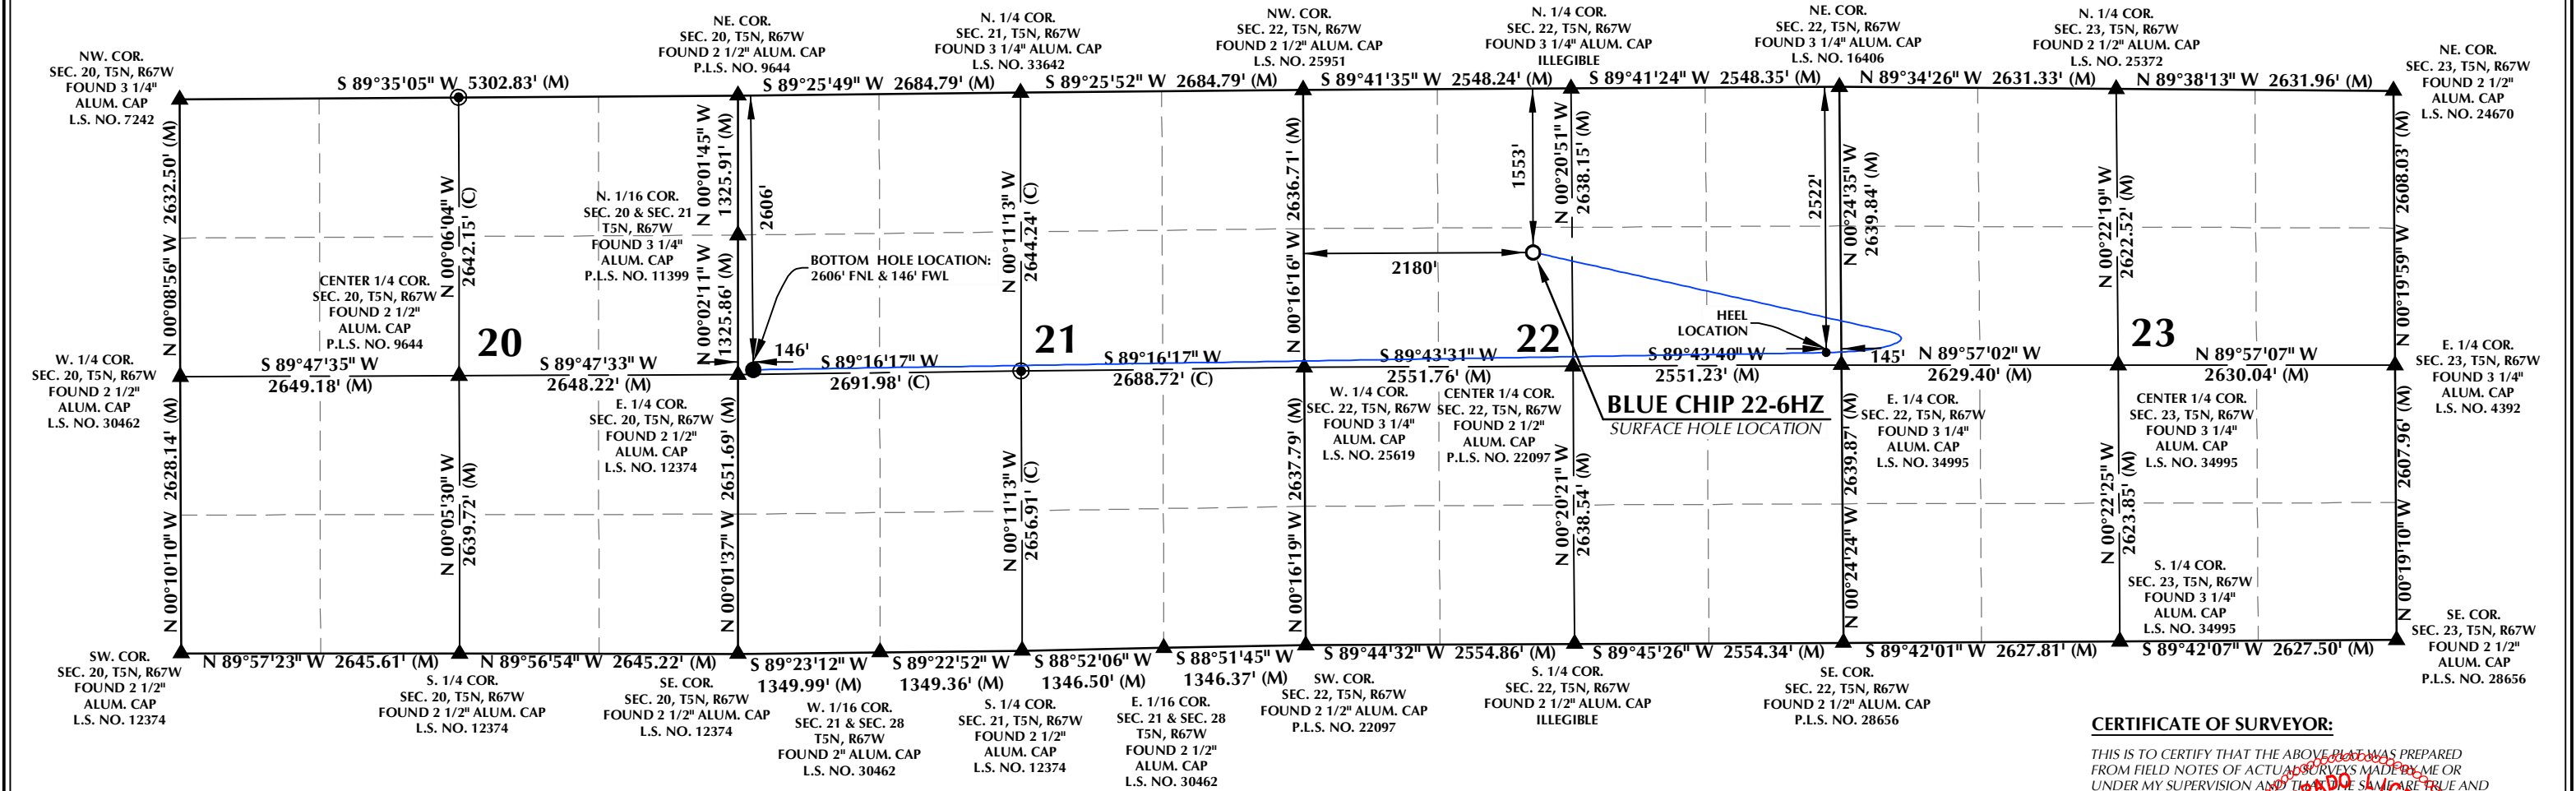 NW. COR.
SEC. 20, T5N, R67W
FOUND 3 1/4"
ALUM. CAP
L.S. NO. 7242
S 89°35'05" W 5302.83' (M)
NE. COR.
SEC. 20, T5N, R67W
FOUND 2 1/2" ALUM. CAP
P.L.S. NO. 9644
S 89°25'49" W 2684.79' (M)
N. 1/4 COR.
SEC. 21, T5N, R67W
FOUND 3 1/4" ALUM. CAP
L.S. NO. 33642
S 89°25'52" W 2684.79' (M)
NW. COR.
SEC. 22, T5N, R67W
FOUND 2 1/2" ALUM. CAP
L.S. NO. 25951
S 89°41'35" W 2548.24' (M)
N. 1/4 COR.
SEC. 22, T5N, R67W
FOUND 3 1/4" ALUM. CAP
ILLEGIBLE
S 89°41'24" W 2548.35' (M)
NE. COR.
SEC. 22, T5N, R67W
FOUND 3 1/4" ALUM. CAP
L.S. NO. 16406
N 89°34'26" W 2631.33' (M)
N. 1/4 COR.
SEC. 23, T5N, R67W
FOUND 2 1/2" ALUM. CAP
L.S. NO. 25372
N 89°38'13" W 2631.96' (M)
NE. COR.
SEC. 23, T5N, R67W
FOUND 2 1/2"
ALUM. CAP
L.S. NO. 24670
N 00°08'56" W 2632.50' (M)
N 00°06'04" W
2642.15' (C)
N. 1/16 COR.
SEC. 20 & SEC. 21
T5N, R67W
FOUND 3 1/4"
ALUM. CAP
P.L.S. NO. 11399
N 00°01'45" W
1325.91' (M)
N 00°02'11" W
1325.86' (M)
2606'
BOTTOM HOLE LOCATION:
2606' FNL & 146' FWL
N 00°11'13" W
2644.24' (C)
N 00°16'16" W 2636.71' (M)
1553'
2180'
N 00°20'51" W
2638.15' (M)
2522'
N 00°24'35" W
2639.84' (M)
N 00°22'19" W
2622.52' (M)
N 00°19'59" W 2608.03' (M)
CENTER 1/4 COR.
SEC. 20, T5N, R67W
FOUND 2 1/2"
ALUM. CAP
P.L.S. NO. 9644
20
21
22
23
HEEL
LOCATION
W. 1/4 COR.
SEC. 20, T5N, R67W
FOUND 2 1/2"
ALUM. CAP
L.S. NO. 30462
S 89°47'35" W
2649.18' (M)
S 89°47'33" W
2648.22' (M)
146'
S 89°16'17" W
2691.98' (C)
S 89°16'17" W
2688.72' (C)
S 89°43'31" W
2551.76' (M)
S 89°43'40" W
2551.23' (M)
145'
N 89°57'02" W
2629.40' (M)
N 89°57'07" W
2630.04' (M)
E. 1/4 COR.
SEC. 23, T5N, R67W
FOUND 3 1/4"
ALUM. CAP
L.S. NO. 4392
E. 1/4 COR.
SEC. 20, T5N, R67W
FOUND 2 1/2"
ALUM. CAP
L.S. NO. 12374
W. 1/4 COR.
SEC. 22, T5N, R67W
FOUND 3 1/4"
ALUM. CAP
L.S. NO. 25619
CENTER 1/4 COR.
SEC. 22, T5N, R67W
FOUND 2 1/2"
ALUM. CAP
P.L.S. NO. 22097
BLUE CHIP 22-6HZ
SURFACE HOLE LOCATION
E. 1/4 COR.
SEC. 22, T5N, R67W
FOUND 3 1/4"
ALUM. CAP
L.S. NO. 34995
CENTER 1/4 COR.
SEC. 23, T5N, R67W
FOUND 3 1/4"
ALUM. CAP
L.S. NO. 34995
N 00°10'10" W 2628.14' (M)
N 00°05'30" W
2639.72' (M)
N 00°01'37" W 2651.69' (M)
N 00°11'13" W
2656.91' (C)
N 00°16'19" W 2637.79' (M)
N 00°20'21" W
2638.54' (M)
N 00°24'24" W 2639.87' (M)
N 00°22'25" W
2623.85' (M)
N 00°19'10" W 2607.96' (M)
S. 1/4 COR.
SEC. 23, T5N, R67W
FOUND 3 1/4"
ALUM. CAP
L.S. NO. 34995
SW. COR.
SEC. 20, T5N, R67W
FOUND 2 1/2"
ALUM. CAP
L.S. NO. 12374
N 89°57'23" W 2645.61' (M)
S. 1/4 COR.
SEC. 20, T5N, R67W
FOUND 2 1/2" ALUM. CAP
L.S. NO. 12374
N 89°56'54" W 2645.22' (M)
SE. COR.
SEC. 20, T5N, R67W
FOUND 2 1/2" ALUM. CAP
L.S. NO. 12374
S 89°23'12" W
1349.99' (M)
W. 1/16 COR.
SEC. 21 & SEC. 28
T5N, R67W
FOUND 2" ALUM. CAP
L.S. NO. 30462
S 89°22'52" W
1349.36' (M)
S. 1/4 COR.
SEC. 21, T5N, R67W
FOUND 2 1/2"
ALUM. CAP
L.S. NO. 12374
S 88°52'06" W
1346.50' (M)
E. 1/16 COR.
SEC. 21 & SEC. 28
T5N, R67W
FOUND 2 1/2"
ALUM. CAP
L.S. NO. 30462
S 88°51'45" W
1346.37' (M)
SW. COR.
SEC. 22, T5N, R67W
FOUND 2 1/2" ALUM. CAP
P.L.S. NO. 22097
S 89°44'32" W 2554.86' (M)
S. 1/4 COR.
SEC. 22, T5N, R67W
FOUND 2 1/2" ALUM. CAP
ILLEGIBLE
S 89°45'26" W 2554.34' (M)
SE. COR.
SEC. 22, T5N, R67W
FOUND 2 1/2" ALUM. CAP
P.L.S. NO. 28656
S 89°42'01" W 2627.81' (M)
S 89°42'07" W 2627.50' (M)
SE. COR.
SEC. 23, T5N, R67W
FOUND 2 1/2"
ALUM. CAP
P.L.S. NO. 28656
CERTIFICATE OF SURVEYOR:
THIS IS TO CERTIFY THAT THE ABOVE PLAT WAS PREPARED
FROM FIELD NOTES OF ACTUAL SURVEYS MADE BY ME OR
UNDER MY SUPERVISION AND THAT THE SAME ARE TRUE AND